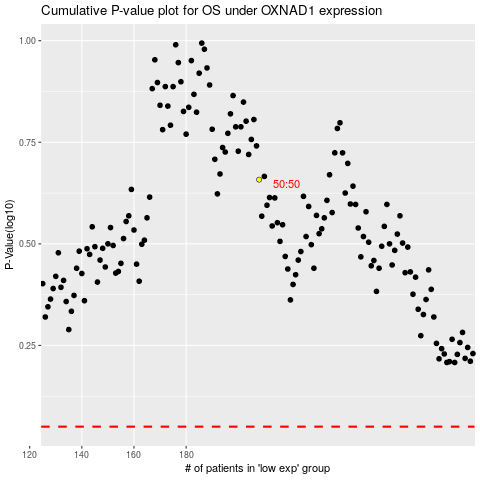 Cumulative P-value plot for OS under OXNAD1 expression
P-Value(log10)
1.00
0.75
0.50
0.25
50:50
120 140 160 180
# of patients in 'low exp' group